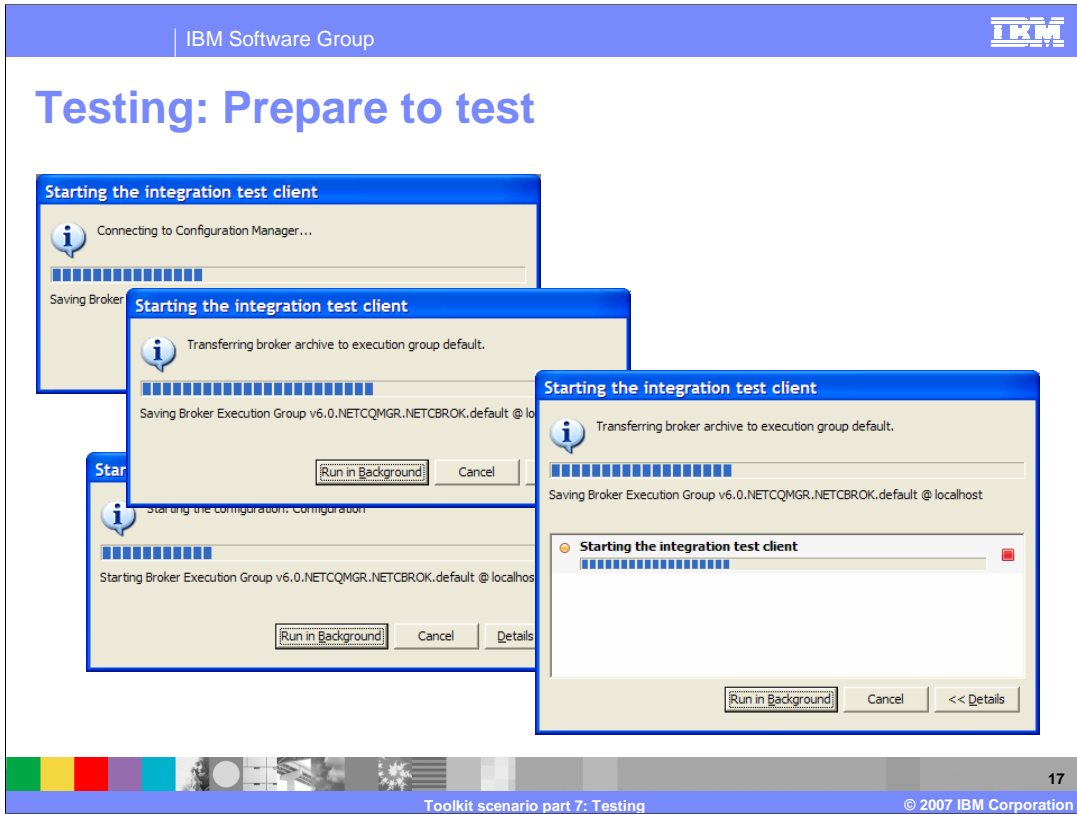 IBM Software Group
IBM
Testing: Prepare to test
Starting the integration test client
Connecting to Configuration Manager...
Saving Broker
Starting the integration test client
Transferring broker archive to execution group default.
Saving Broker Execution Group v6.0.NETCQMGR.NETCBROK.default @ lo
Run in Background
Cancel
Star
Starting the configuration: Configuration
Starting Broker Execution Group v6.0.NETCQMGR.NETCBROK.default @ localhos
Run in Background
Cancel
Details
Starting the integration test client
Transferring broker archive to execution group default.
Saving Broker Execution Group v6.0.NETCQMGR.NETCBROK.default @ localhost
Starting the integration test client
Run in Background
Cancel
<< Details
17
Toolkit scenario part 7: Testing
© 2007 IBM Corporation